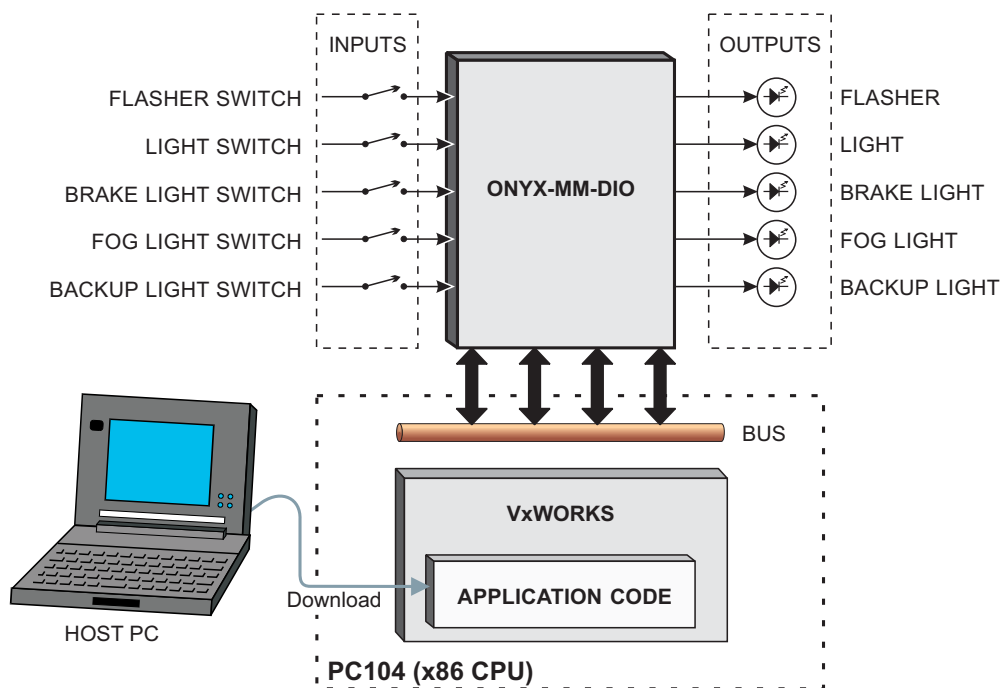 INPUTS
OUTPUTS
FLASHER SWITCH
FLASHER
LIGHT SWITCH
LIGHT
BRAKE LIGHT SWITCH
ONYX-MM-DIO
BRAKE LIGHT
FOG LIGHT SWITCH
FOG LIGHT
BACKUP LIGHT SWITCH
BACKUP LIGHT
BUS
VxWORKS
APPLICATION CODE
Download
HOST PC
PC104 (x86 CPU)